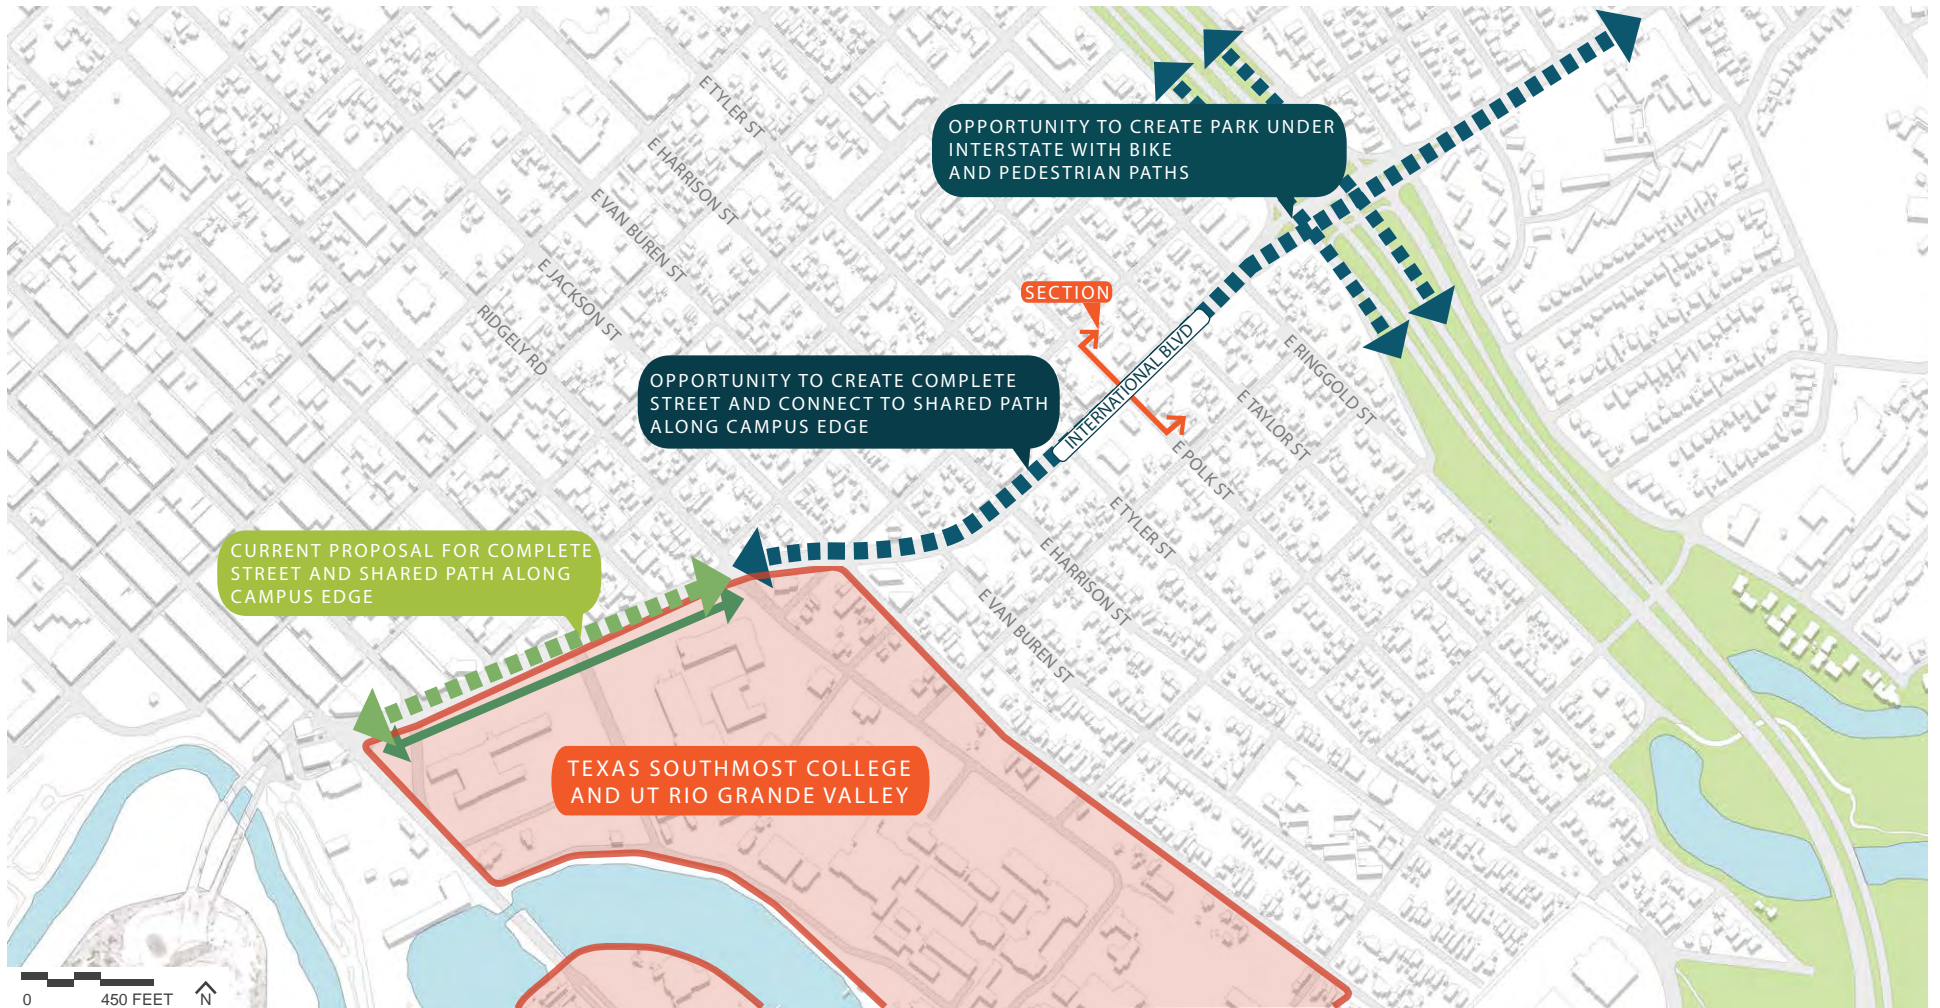 E TYLER ST
E HARRISON ST
E VAN BUREN ST
E JACKSON ST
RIDGELY RD
OPPORTUNITY TO CREATE PARK UNDER
INTERSTATE WITH BIKE
AND PEDESTRIAN PATHS
SECTION
INTERNATIONAL BLVD
OPPORTUNITY TO CREATE COMPLETE
STREET AND CONNECT TO SHARED PATH
ALONG CAMPUS EDGE
E RINGGOLD ST
E TAYLOR ST
E POLK ST
E TYLER ST
E HARRISON ST
E VAN BUREN ST
CURRENT PROPOSAL FOR COMPLETE
STREET AND SHARED PATH ALONG
CAMPUS EDGE
TEXAS SOUTHMOST COLLEGE
AND UT RIO GRANDE VALLEY
0 450 FEET N